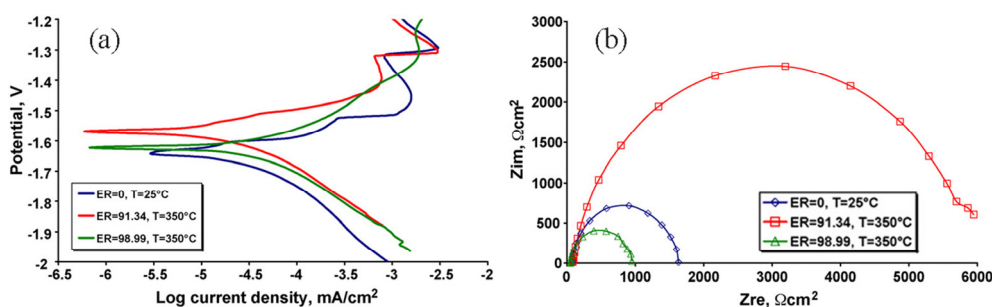 (a)
Potential, V
-1.2
-1.3
-1.4
-1.5
-1.6
-1.7
-1.8
-1.9
-2
ER=0, T=25°C
ER=91.34, T=350°C
ER=98.99, T=350°C
-6.5 -6 -5.5 -5 -4.5 -4 -3.5 -3 -2.5 -2
Log current density, mA/cm²
(b)
Zim, Ωcm²
3000
2500
2000
1500
1000
500
0
ER=0, T=25°C
ER=91.34, T=350°C
ER=98.99, T=350°C
0 1000 2000 3000 4000 5000 6000
Zre, Ωcm²